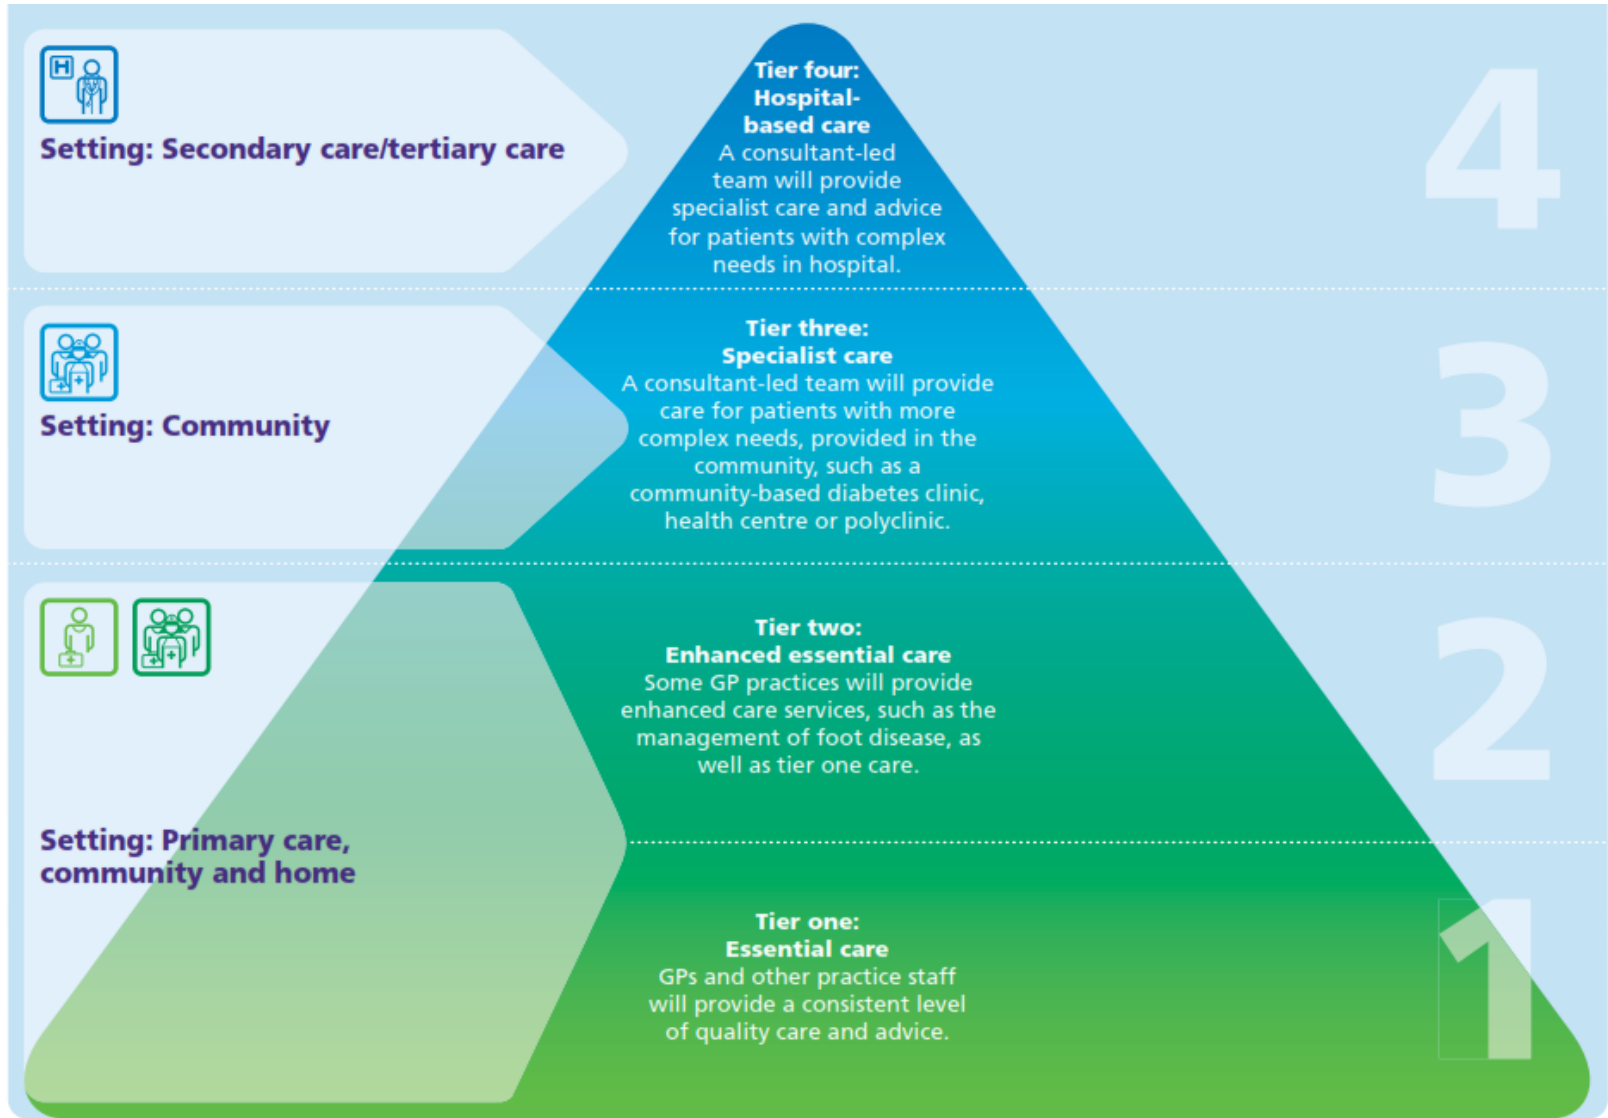 H
Setting: Secondary care/tertiary care
Tier four:
Hospital-
based care
A consultant-led
team will provide
specialist care and advice
for patients with complex
needs in hospital.
4
Setting: Community
Tier three:
Specialist care
A consultant-led team will provide
care for patients with more
complex needs, provided in the
community, such as a
community-based diabetes clinic,
health centre or polyclinic.
3
Setting: Primary care,
community and home
Tier two:
Enhanced essential care
Some GP practices will provide
enhanced care services, such as the
management of foot disease, as
well as tier one care.
2
Tier one:
Essential care
GPs and other practice staff
will provide a consistent level
of quality care and advice.
1